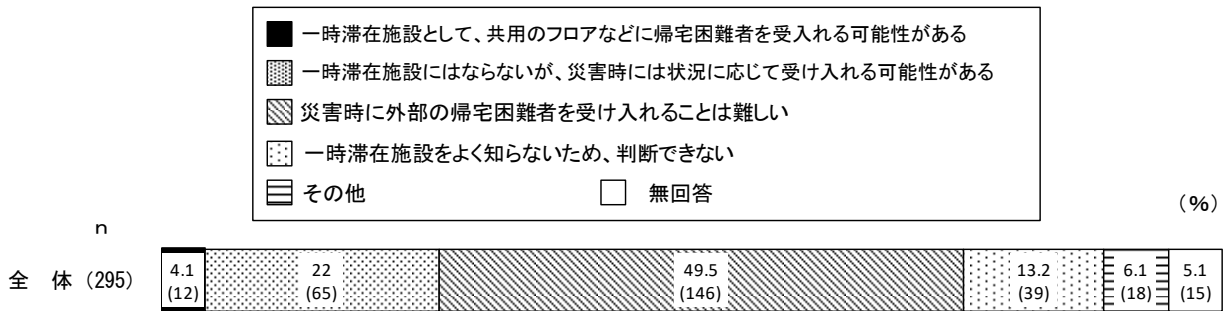 一時滞在施設として、共用のフロアなどに帰宅困難者を受入れる可能性がある
一時滞在施設にはならないが、災害時には状況に応じて受け入れる可能性がある
災害時に外部の帰宅困難者を受け入れることは難しい
一時滞在施設をよく知らないため、判断できない
その他 無回答
（％）
n
全 体 (295)
4.1 22 49.5 13.2 6.1 5.1
(12) (65) (146) (39) (18) (15)